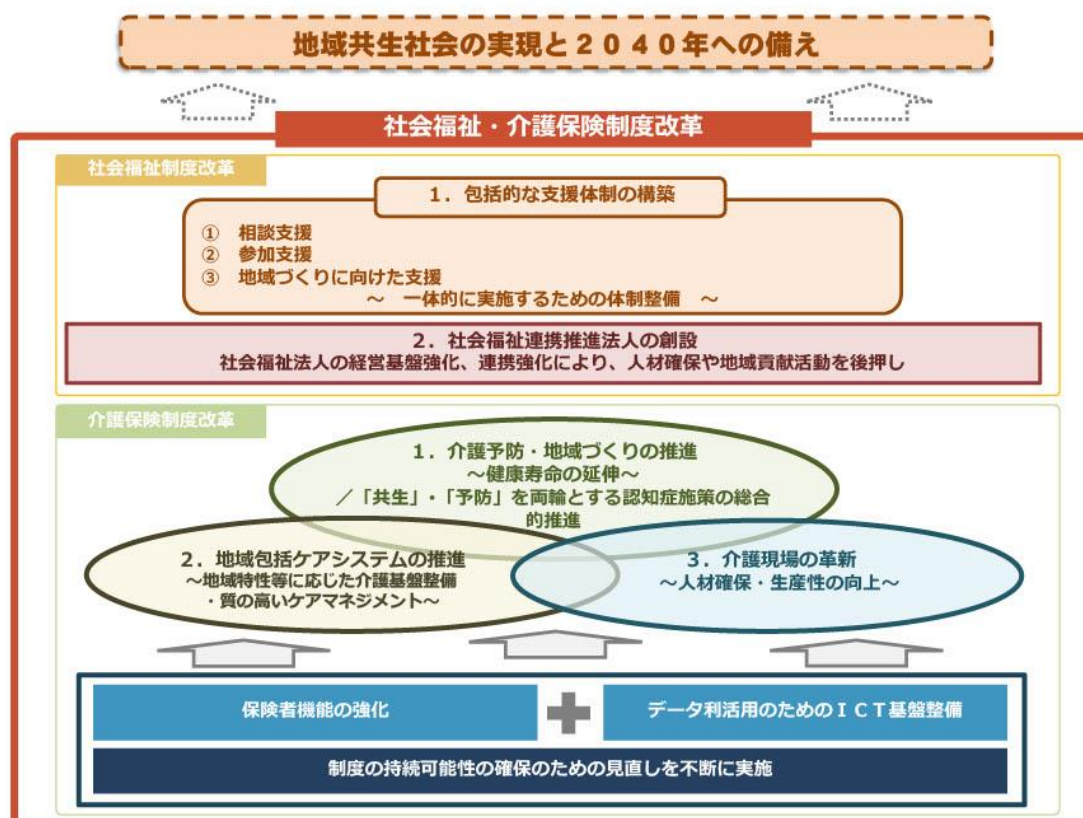 地域共生社会の実現と２０４０年への備え
社会福祉・介護保険制度改革
社会福祉制度改革
１．包括的な支援体制の構築
① 相談支援
② 参加支援
③ 地域づくりに向けた支援
～ 一体的に実施するための体制整備 ～
２．社会福祉連携推進法人の創設
社会福祉法人の経営基盤強化、連携強化により、人材確保や地域貢献活動を後押し
介護保険制度改革
１．介護予防・地域づくりの推進
～健康寿命の延伸～
／「共生」・「予防」を両輪とする認知症施策の総合
的推進
２．地域包括ケアシステムの推進
～地域特性等に応じた介護基盤整備
・質の高いケアマネジメント～
３．介護現場の革新
～人材確保・生産性の向上～
保険者機能の強化
データ利活用のためのＩＣＴ基盤整備
制度の持続可能性の確保のための見直しを不断に実施